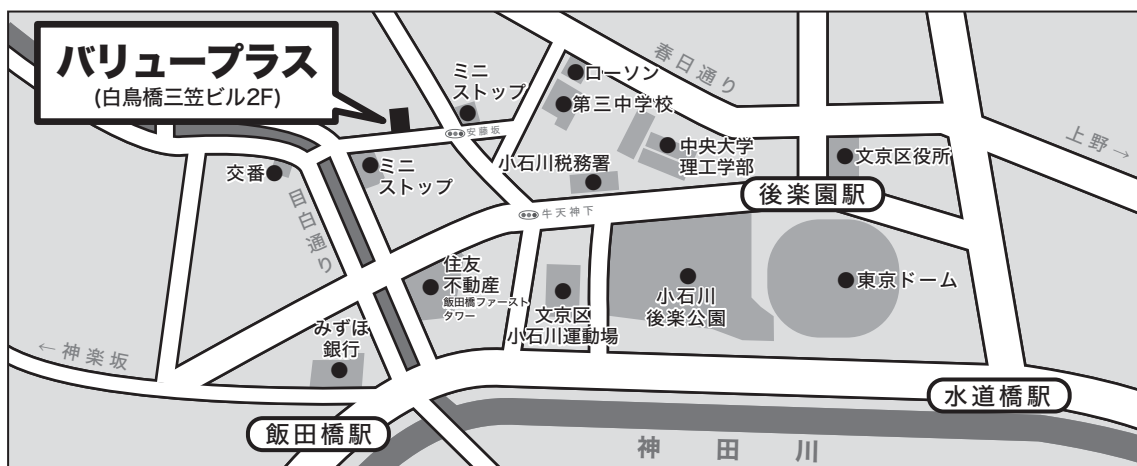 バリュープラス
(白鳥橋三笠ビル2F)
ミニ
ストップ
ローソン
第三中学校
春日通り
上野→
安藤坂
中央大学
理工学部
文京区役所
小石川税務署
交番
ミニ
ストップ
後楽園駅
牛天神下
目白通り
住友
不動産
飯田橋ファースト
タワー
文京区
小石川運動場
小石川
後楽公園
東京ドーム
みずほ
銀行
←神楽坂
水道橋駅
飯田橋駅
神田川